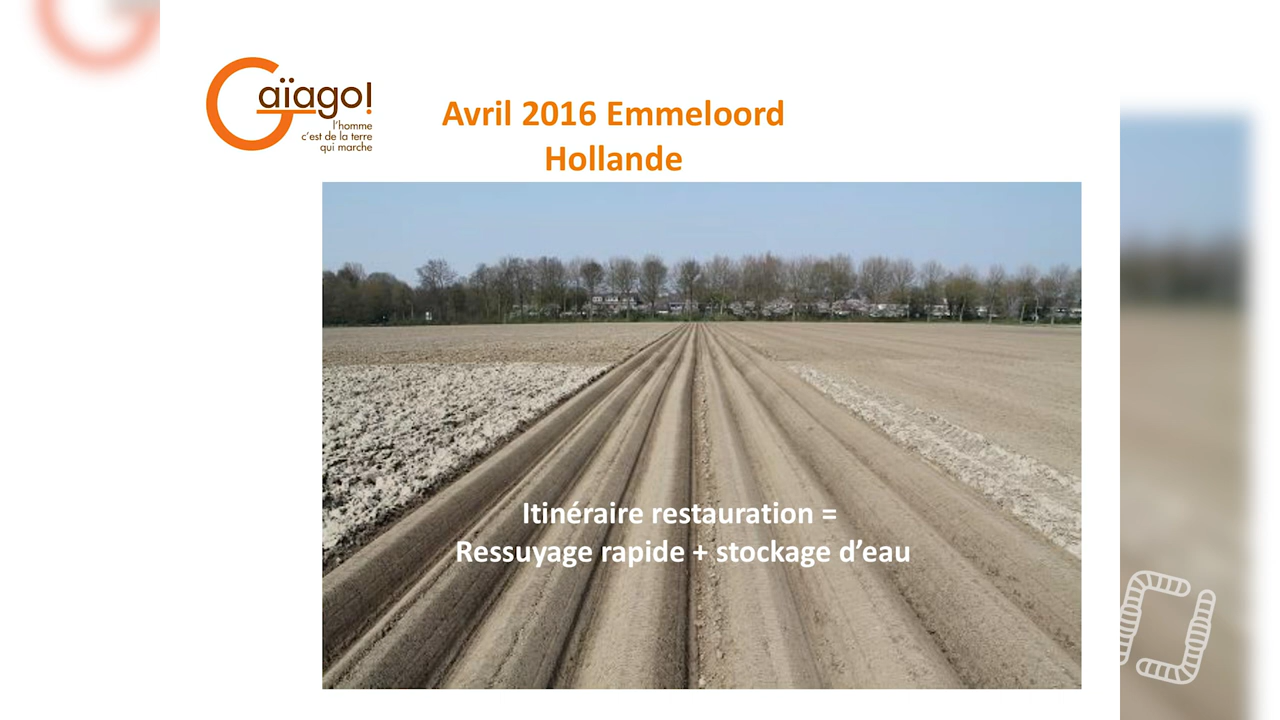 Gaïago!
l'homme
c'est de la terre
qui marche
Avril 2016 Emmeloord
Hollande
Itinéraire restauration =
Ressuyage rapide + stockage d'eau